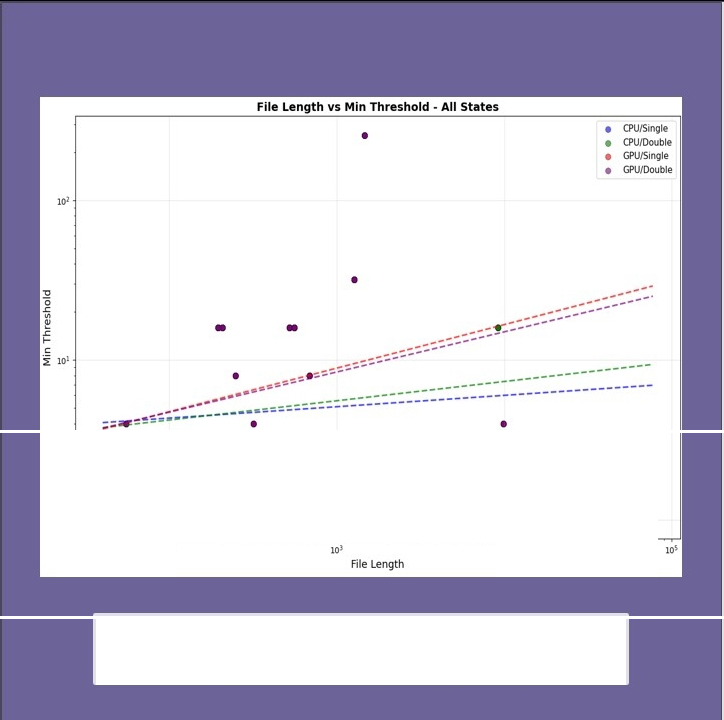 File Length vs Min Threshold - All States
CPU/Single
CPU/Double
GPU/Single
GPU/Double
10²
10¹
Min Threshold
10³
10⁵
File Length